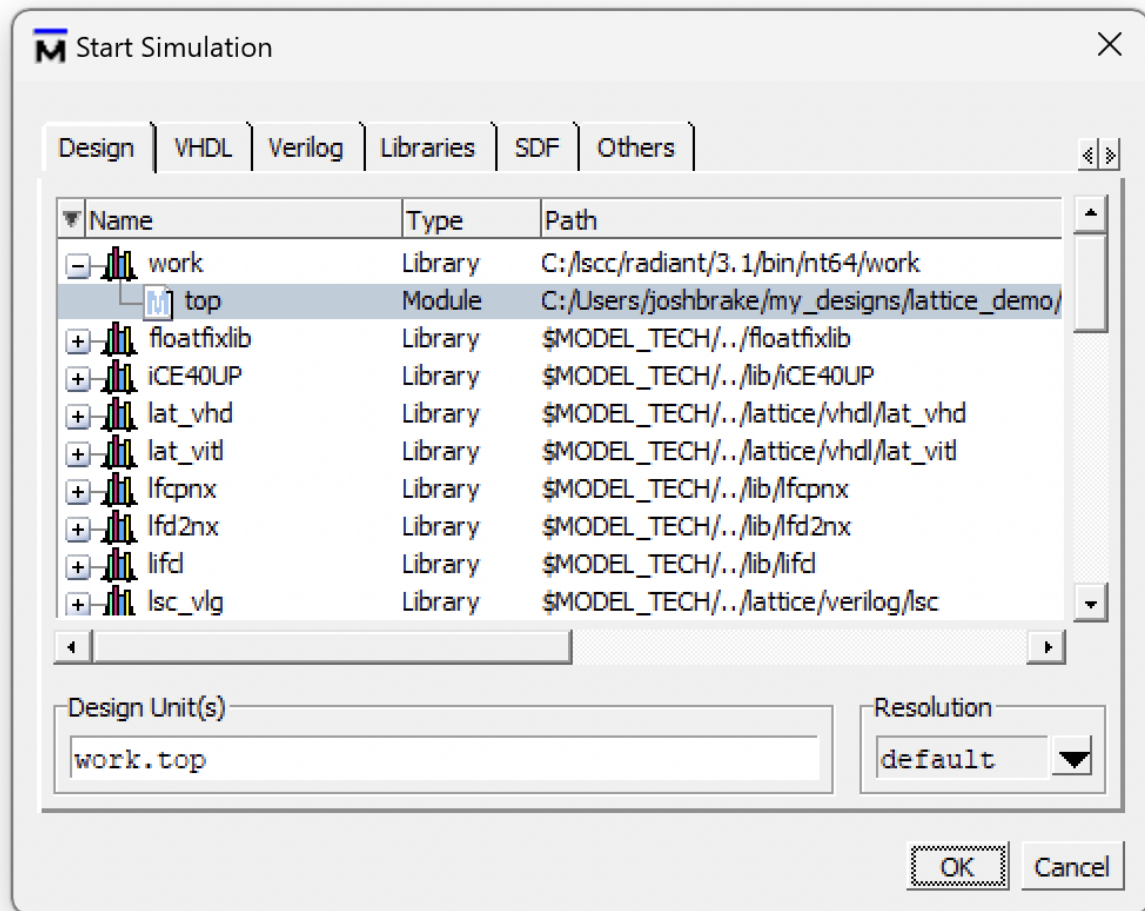 M Start Simulation
Design VHDL Verilog Libraries SDF Others
Name Type Path
work Library C:/lscc/radiant/3.1/bin/nt64/work
M top Module C:/Users/joshbrake/my_designs/lattice_demo/
floatfixlib Library $MODEL_TECH/../floatfixlib
iCE40UP Library $MODEL_TECH/../lib/iCE40UP
lat_vhd Library $MODEL_TECH/../lattice/vhdl/lat_vhd
lat_vitl Library $MODEL_TECH/../lattice/vhdl/lat_vitl
lfcpnx Library $MODEL_TECH/../lib/lfcpnx
lfd2nx Library $MODEL_TECH/../lib/lfd2nx
lifcl Library $MODEL_TECH/../lib/lifcl
lsc_vlg Library $MODEL_TECH/../lattice/verilog/lsc
Design Unit(s) Resolution
work.top default
OK Cancel